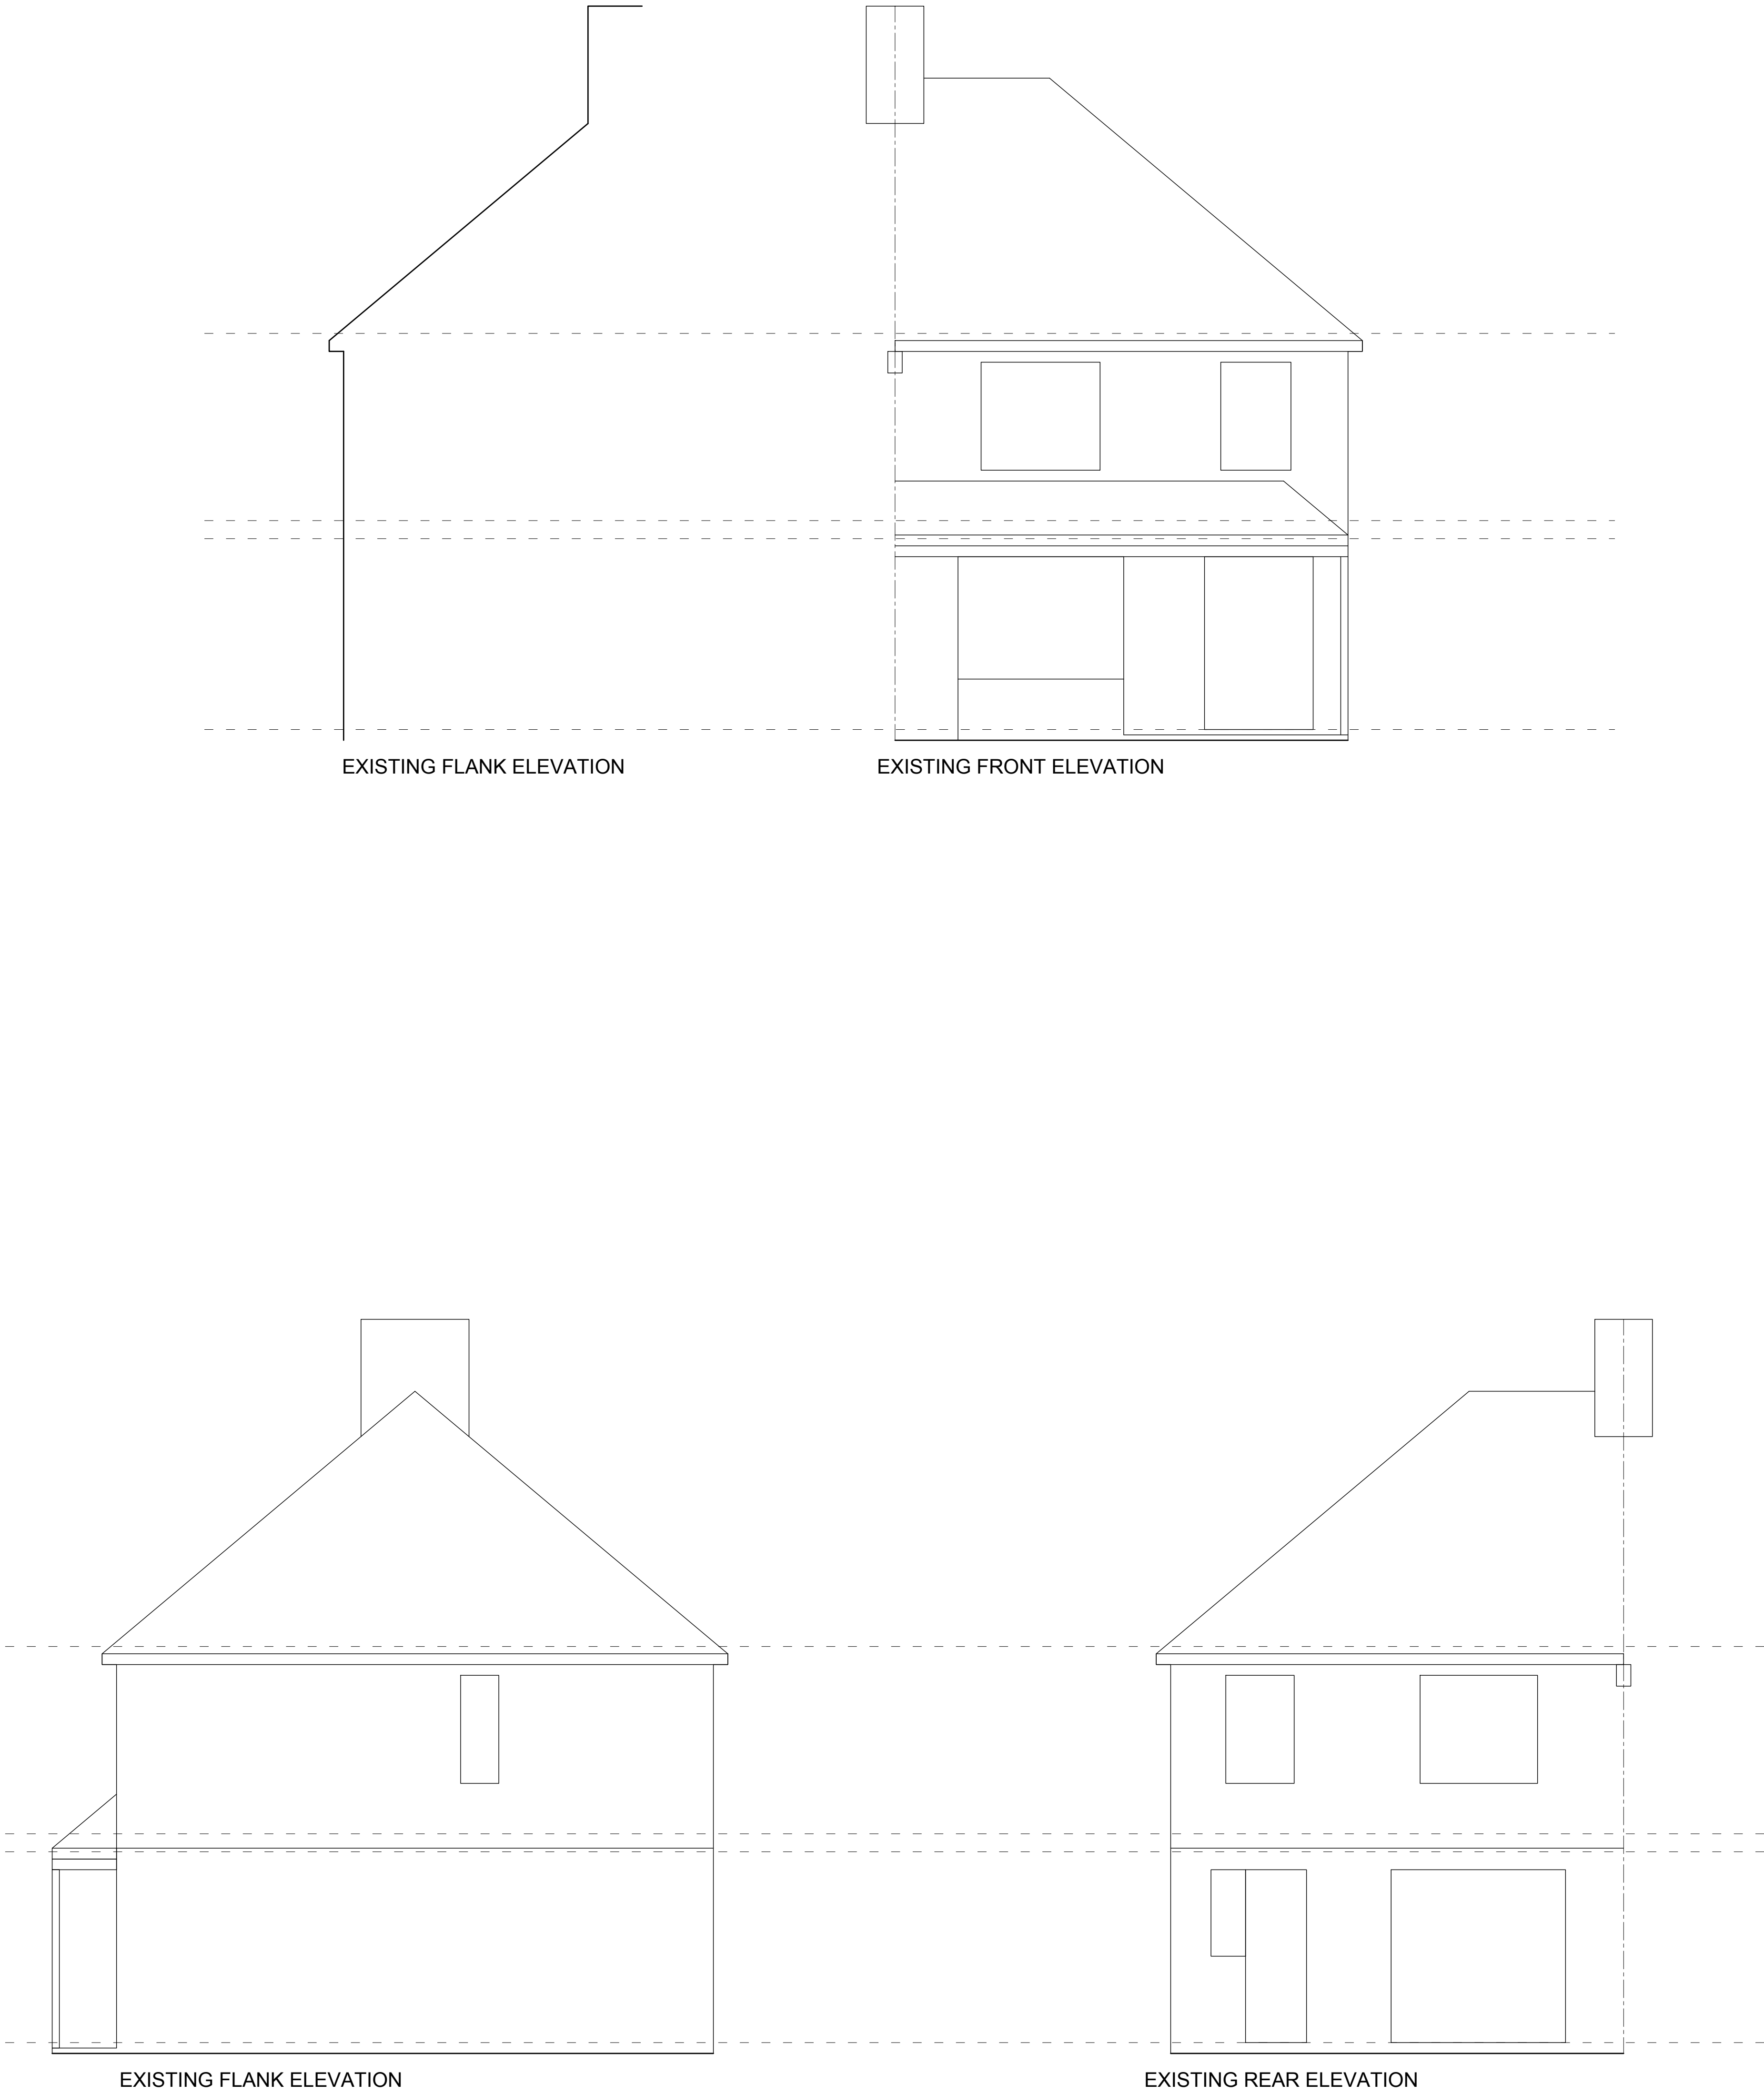 EXISTING FLANK ELEVATION
EXISTING FRONT ELEVATION
EXISTING FLANK ELEVATION
EXISTING REAR ELEVATION